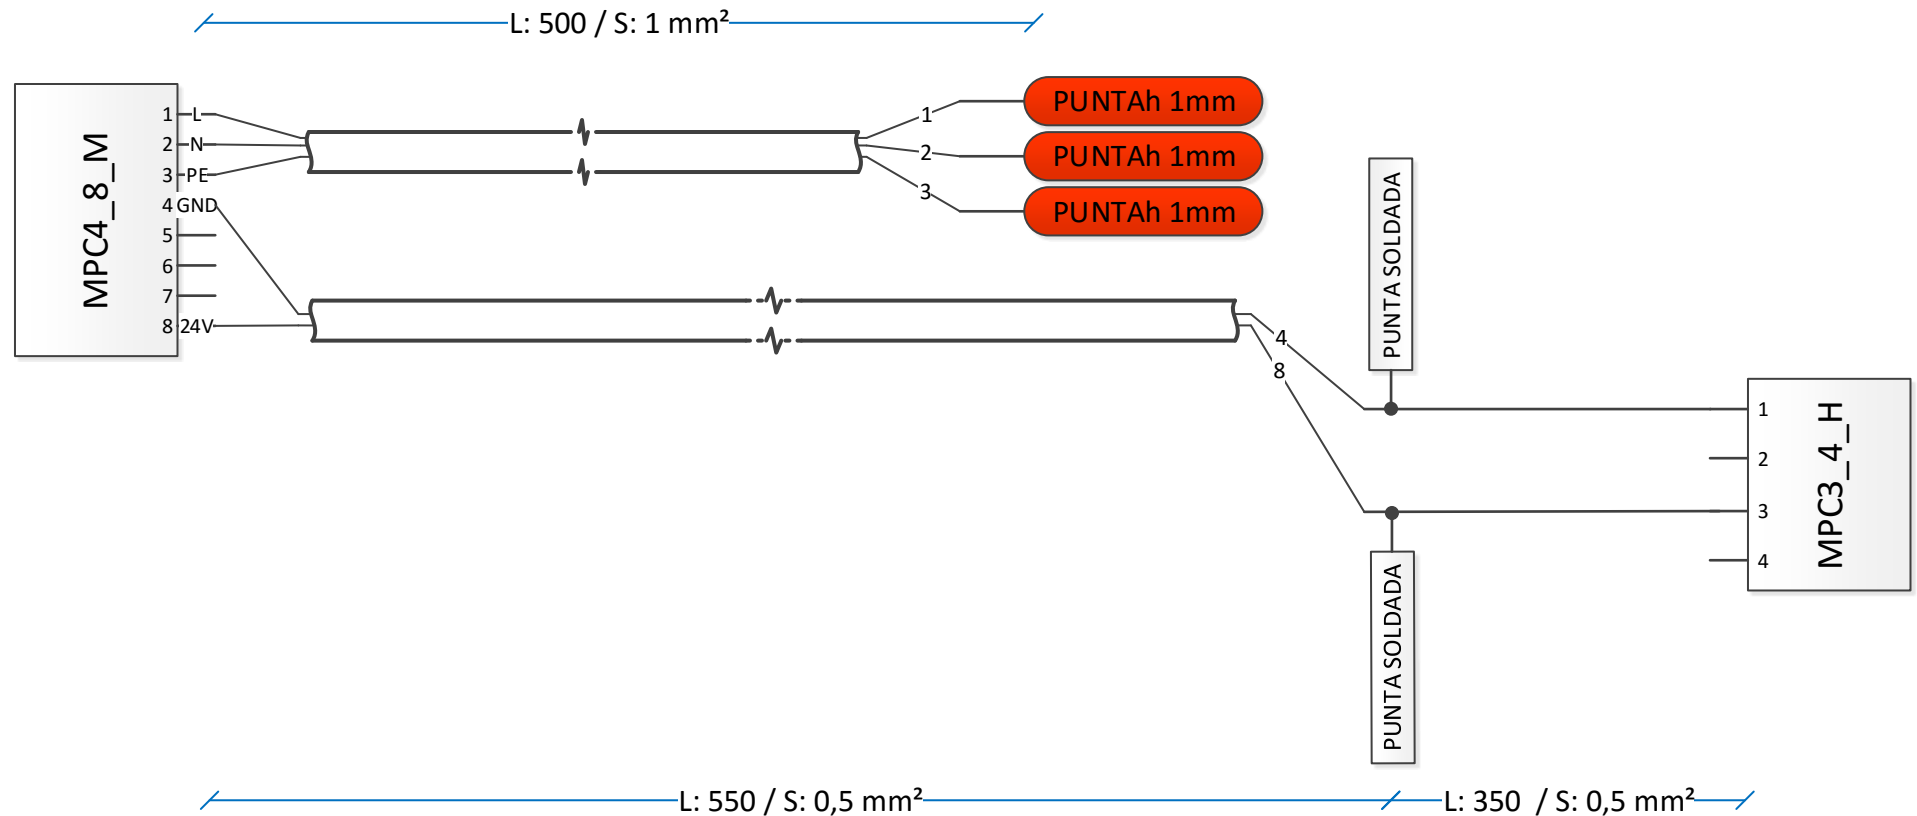 L: 500 / S: 1 mm²
MPC4_8_M
1 L
2 N
3 PE
4 GND
5
6
7
8 24V
1
2
3
PUNTAh 1mm
PUNTAh 1mm
PUNTAh 1mm
4
8
PUNTA SOLDADA
PUNTA SOLDADA
1
2
3
4
MPC3_4_H
L: 550 / S: 0,5 mm²
L: 350 / S: 0,5 mm²